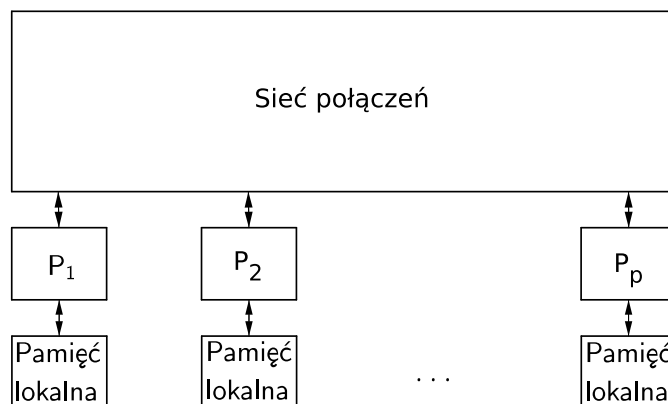 Sieć połączeń
P₁ P₂ Pₚ
Pamięć Pamięć Pamięć
lokalna lokalna . . . lokalna